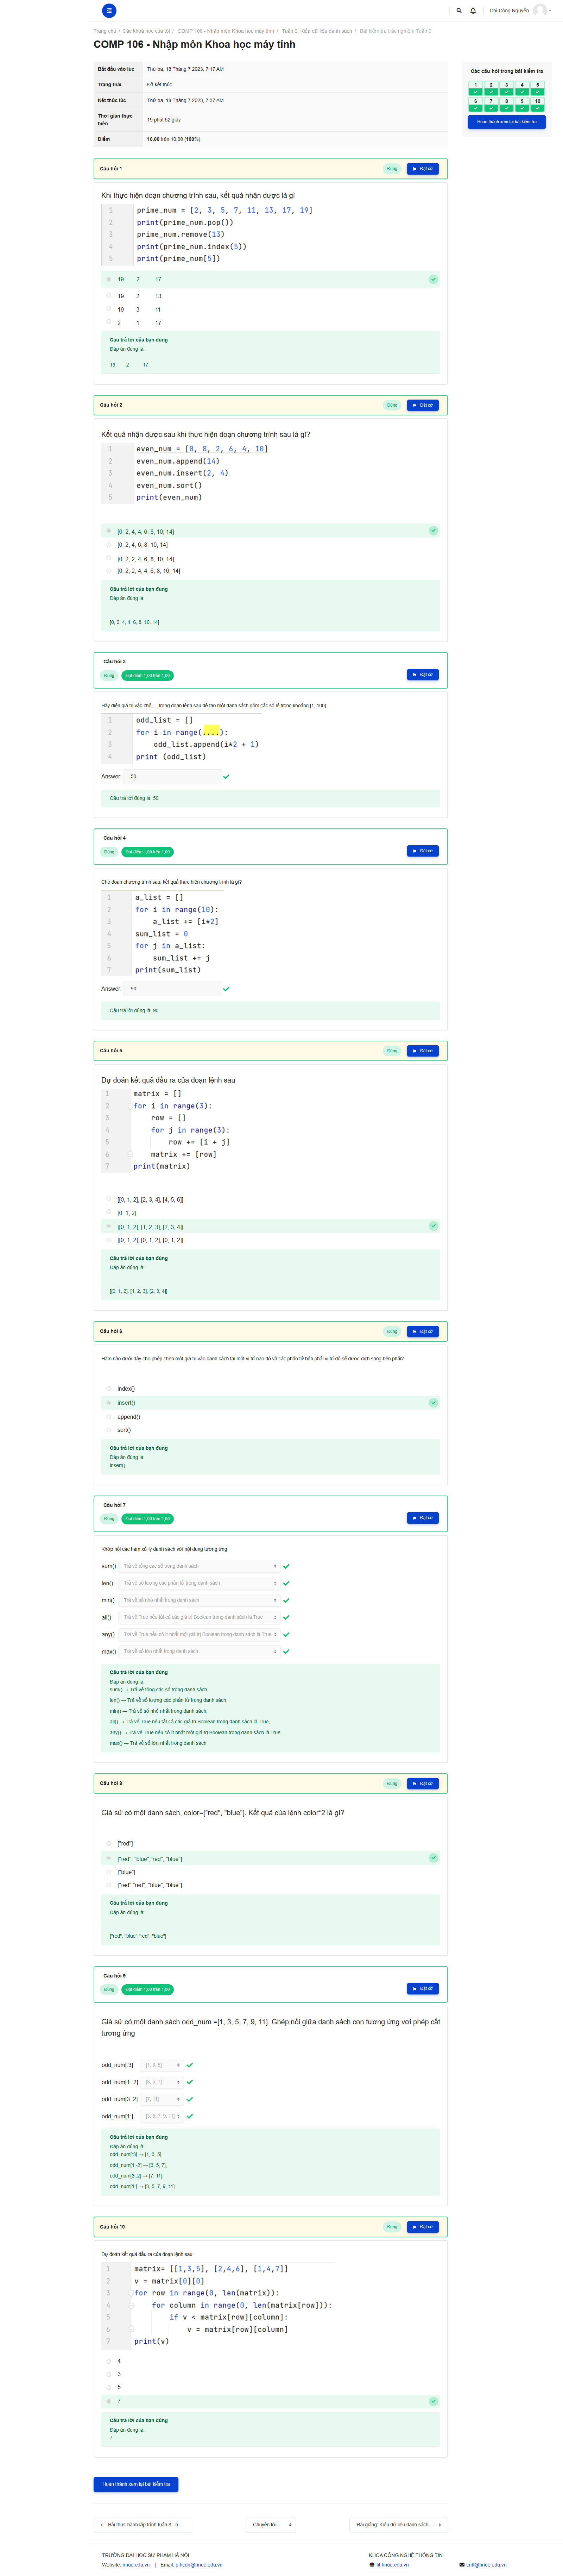 Chí Công Nguyễn
Trang chủ / Các khoá học của tôi / COMP 106 - Nhập môn Khoa học máy tính / Tuần 9: Kiểu dữ liệu danh sách / Bài kiểm tra trắc nghiệm Tuần 9
COMP 106 - Nhập môn Khoa học máy tính
Bắt đầu vào lúc Thứ ba, 18 Tháng 7 2023, 7:17 AM
Trạng thái Đã kết thúc
Kết thúc lúc Thứ ba, 18 Tháng 7 2023, 7:37 AM
Thời gian thực hiện 19 phút 52 giây
Điểm 10,00 trên 10,00 (100%)
Các câu hỏi trong bài kiểm tra
1 2 3 4 5
6 7 8 9 10
Hoàn thành xem lại bài kiểm tra
Câu hỏi 1 Đúng Đặt cờ
Khi thực hiện đoạn chương trình sau, kết quả nhận được là gì
1 prime_num = [2, 3, 5, 7, 11, 13, 17, 19]
2 print(prime_num.pop())
3 prime_num.remove(13)
4 print(prime_num.index(5))
5 print(prime_num[5])
19 2 17
19 2 13
19 3 11
2 1 17
Câu trả lời của bạn đúng
Đáp án đúng là:
19 2 17
Câu hỏi 2 Đúng Đặt cờ
Kết quả nhận được sau khi thực hiện đoạn chương trình sau là gì?
1 even_num = [0, 8, 2, 6, 4, 10]
2 even_num.append(14)
3 even_num.insert(2, 4)
4 even_num.sort()
5 print(even_num)
[0, 2, 4, 4, 6, 8, 10, 14]
[0, 2, 4, 6, 8, 10, 14]
[0, 2, 2, 4, 6, 8, 10, 14]
[0, 2, 2, 4, 4, 6, 8, 10, 14]
Câu trả lời của bạn đúng
Đáp án đúng là:
[0, 2, 4, 4, 6, 8, 10, 14]
Câu hỏi 3
Đúng Đạt điểm 1,00 trên 1,00 Đặt cờ
Hãy điền giá trị vào chỗ ... trong đoạn lệnh sau để tạo một danh sách gồm các số lẻ trong khoảng [1, 100]
1 odd_list = []
2 for i in range(....):
3 odd_list.append(i*2 + 1)
4 print (odd_list)
Answer: 50
Câu trả lời đúng là: 50
Câu hỏi 4
Đúng Đạt điểm 1,00 trên 1,00 Đặt cờ
Cho đoạn chương trình sau, kết quả thực hiện chương trình là gì?
1 a_list = []
2 for i in range(10):
3 a_list += [i*2]
4 sum_list = 0
5 for j in a_list:
6 sum_list += j
7 print(sum_list)
Answer: 90
Câu trả lời đúng là: 90
Câu hỏi 5 Đúng Đặt cờ
Dự đoán kết quả đầu ra của đoạn lệnh sau
1 matrix = []
2 for i in range(3):
3 row = []
4 for j in range(3):
5 row += [i + j]
6 matrix += [row]
7 print(matrix)
[[0, 1, 2], [2, 3, 4], [4, 5, 6]]
[0, 1, 2]
[[0, 1, 2], [1, 2, 3], [2, 3, 4]]
[[0, 1, 2], [0, 1, 2], [0, 1, 2]]
Câu trả lời của bạn đúng
Đáp án đúng là:
[[0, 1, 2], [1, 2, 3], [2, 3, 4]]
Câu hỏi 6 Đúng Đặt cờ
Hàm nào dưới đây cho phép chèn một giá trị vào danh sách tại một vị trí nào đó và các phần tử bên phải vị trí đó sẽ được dịch sang bên phải?
index()
insert()
append()
sort()
Câu trả lời của bạn đúng
Đáp án đúng là:
insert()
Câu hỏi 7
Đúng Đạt điểm 1,00 trên 1,00 Đặt cờ
Khớp nối các hàm xử lý danh sách với nội dung tương ứng
sum() Trả về tổng các số trong danh sách
len() Trả về số lượng các phần tử trong danh sách
min() Trả về số nhỏ nhất trong danh sách
all() Trả về True nếu tất cả các giá trị Boolean trong danh sách là True
any() Trả về True nếu có ít nhất một giá trị Boolean trong danh sách là True
max() Trả về số lớn nhất trong danh sách
Câu trả lời của bạn đúng
Đáp án đúng là:
sum() → Trả về tổng các số trong danh sách,
len() → Trả về số lượng các phần tử trong danh sách,
min() → Trả về số nhỏ nhất trong danh sách,
all() → Trả về True nếu tất cả các giá trị Boolean trong danh sách là True,
any() → Trả về True nếu có ít nhất một giá trị Boolean trong danh sách là True,
max() → Trả về số lớn nhất trong danh sách
Câu hỏi 8 Đúng Đặt cờ
Giả sử có một danh sách, color=["red", "blue"]. Kết quả của lệnh color*2 là gì?
["red"]
["red", "blue","red", "blue"]
["blue"]
["red","red", "blue", "blue"]
Câu trả lời của bạn đúng
Đáp án đúng là:
["red", "blue","red", "blue"]
Câu hỏi 9
Đúng Đạt điểm 1,00 trên 1,00 Đặt cờ
Giả sử có một danh sách odd_num =[1, 3, 5, 7, 9, 11]. Ghép nối giữa danh sách con tương ứng vơi phép cắt
tương ứng
odd_num[:3] [1, 3, 5]
odd_num[1:-2] [3, 5, 7]
odd_num[3::2] [7, 11]
odd_num[1:] [3, 5, 7, 9, 11]
Câu trả lời của bạn đúng
Đáp án đúng là:
odd_num[:3] → [1, 3, 5],
odd_num[1:-2] → [3, 5, 7],
odd_num[3::2] → [7, 11],
odd_num[1:] → [3, 5, 7, 9, 11]
Câu hỏi 10 Đúng Đặt cờ
Dự đoán kết quả đầu ra của đoạn lệnh sau:
1 matrix= [[1,3,5], [2,4,6], [1,4,7]]
2 v = matrix[0][0]
3 for row in range(0, len(matrix)):
4 for column in range(0, len(matrix[row])):
5 if v < matrix[row][column]:
6 v = matrix[row][column]
7 print(v)
4
3
5
7
Câu trả lời của bạn đúng
Đáp án đúng là:
7
Hoàn thành xem lại bài kiểm tra
Bài thực hành lập trình tuần 8 - n... Chuyển tới... Bài giảng: Kiểu dữ liệu danh sách...
TRƯỜNG ĐẠI HỌC SƯ PHẠM HÀ NỘI KHOA CÔNG NGHỆ THÔNG TIN
Website: hnue.edu.vn | Email: p.hcdn@hnue.edu.vn fit.hnue.edu.vn cntt@hnue.edu.vn